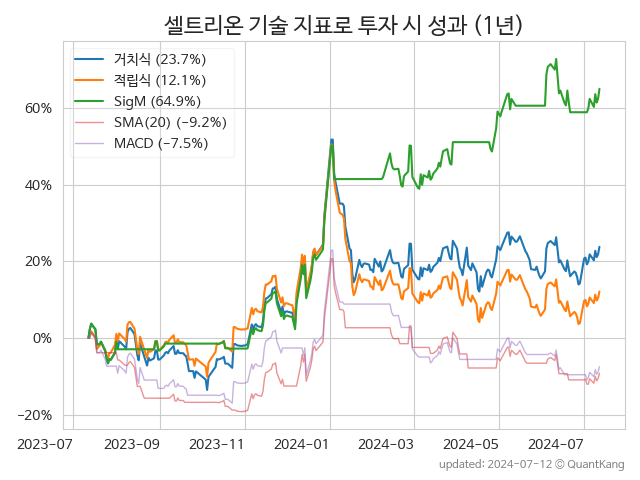 셀트리온 기술 지표로 투자 시 성과 (1년)
거치식 (23.7%)
적립식 (12.1%)
SigM (64.9%)
SMA(20) (−9.2%)
MACD (−7.5%)
60%
40%
20%
0%
−20%
2023-07 2023-09 2023-11 2024-01 2024-03 2024-05 2024-07
updated: 2024-07-12 © QuantKang